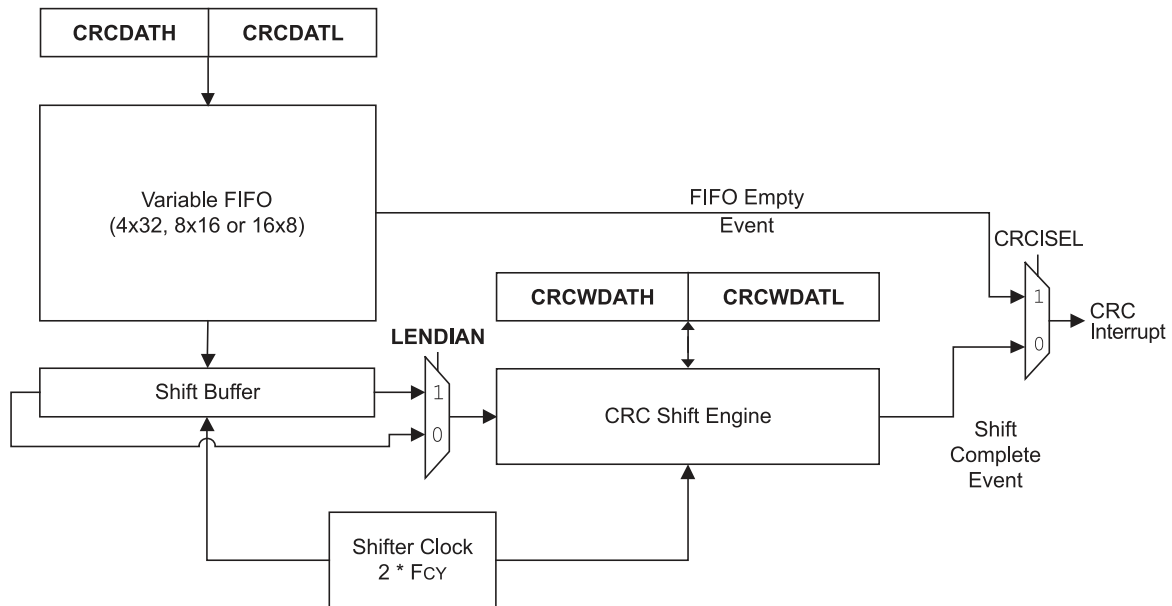 CRCDATH CRCDATL
Variable FIFO
(4x32, 8x16 or 16x8)
FIFO Empty
Event
CRCISEL
1
0
CRC
Interrupt
CRCWDATH CRCWDATL
LENDIAN
1
0
Shift Buffer
CRC Shift Engine
Shift
Complete
Event
Shifter Clock
2 * FCY